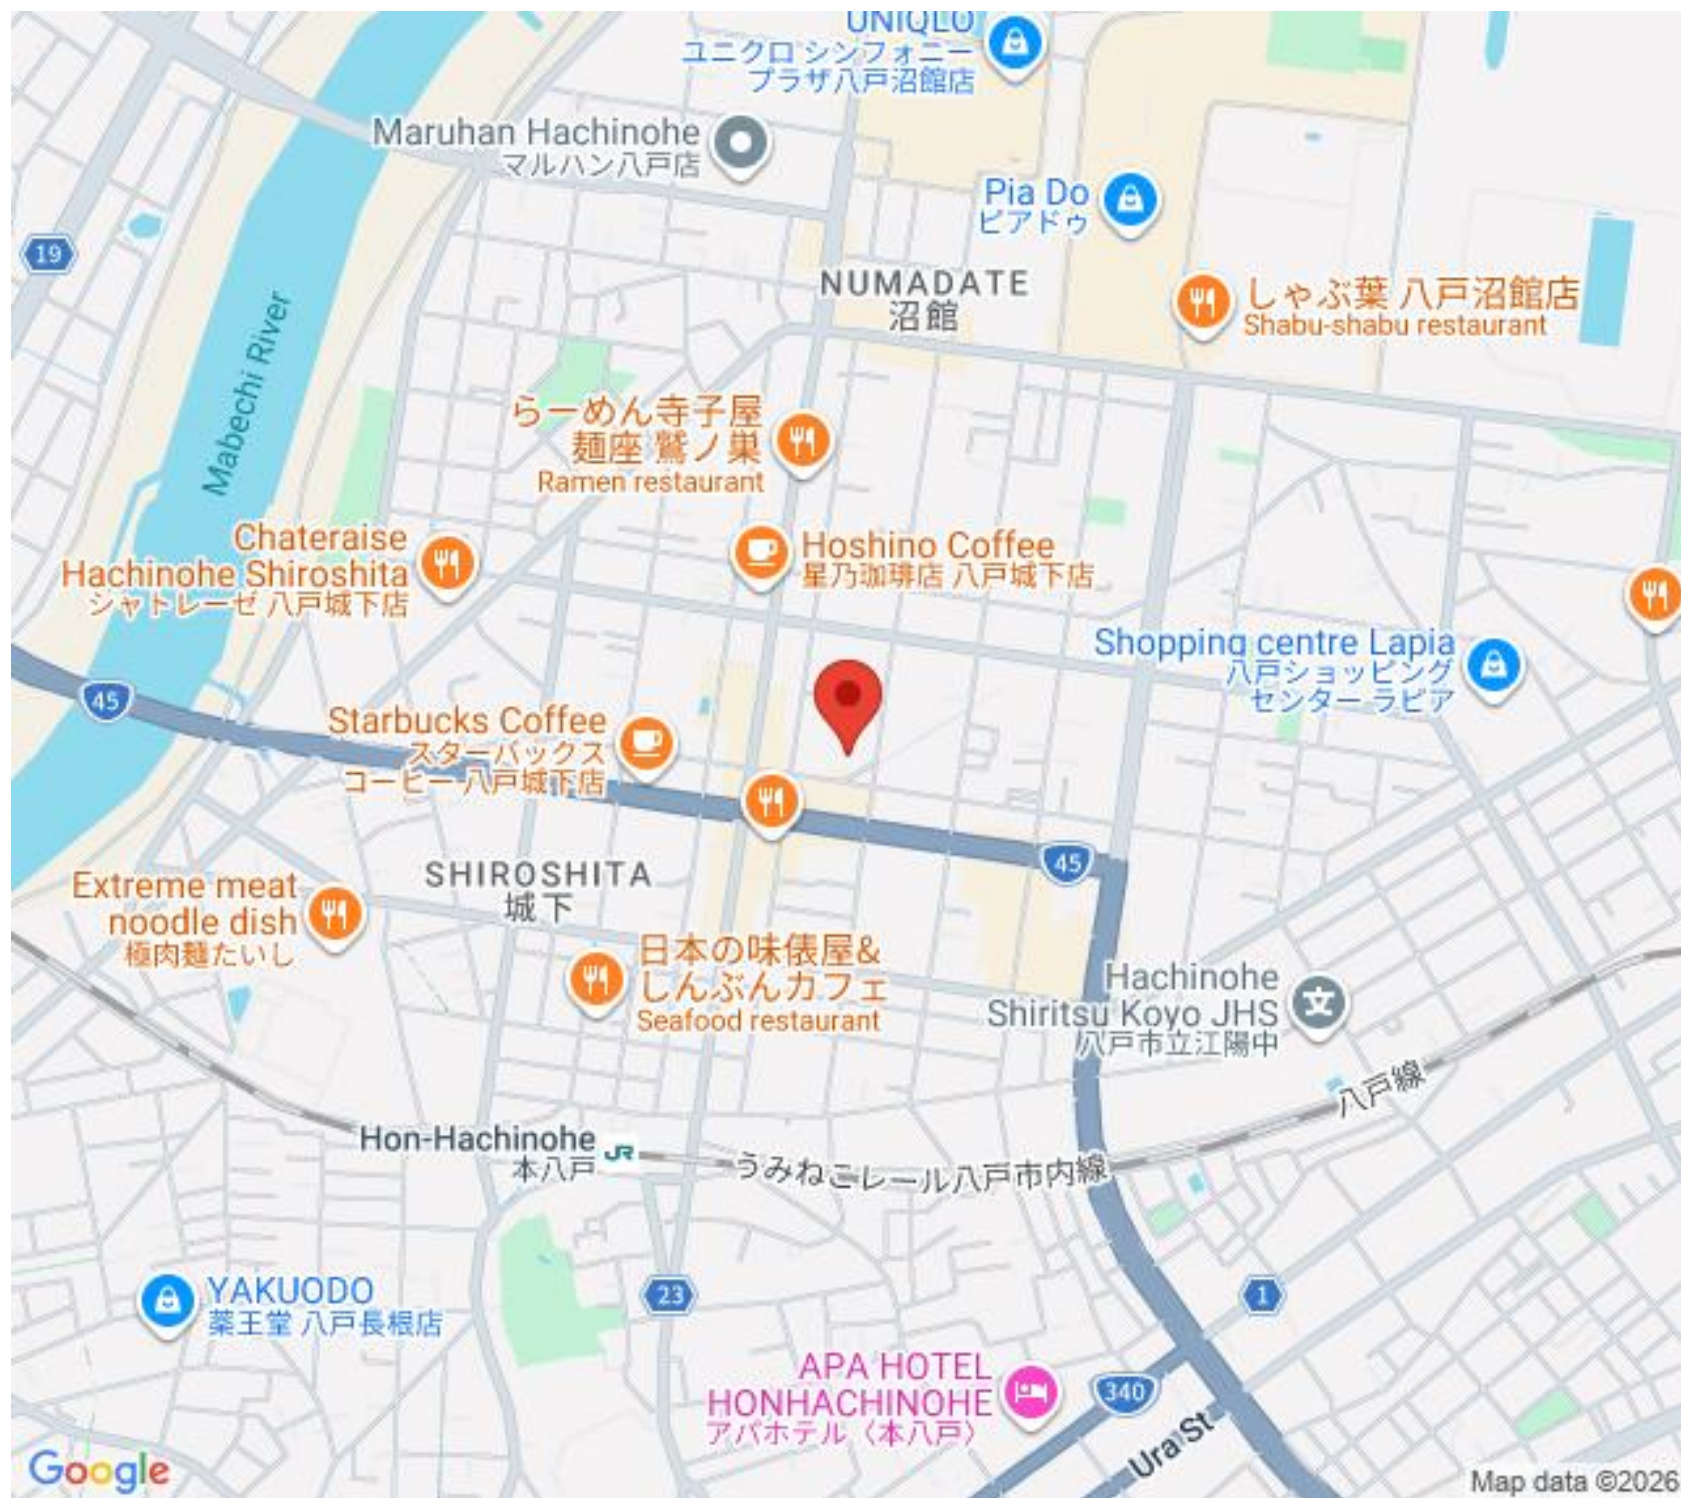 UNIQLO
ユニクロ シンフォニー
プラザ八戸沼館店
Maruhan Hachinohe
マルハン八戸店
Pia Do
ピアドゥ
19
NUMADATE
沼館
しゃぶ葉 八戸沼館店
Shabu-shabu restaurant
Mabechi River
らーめん寺子屋
麺座 鷲ノ巣
Ramen restaurant
Chateraise
Hachinohe Shiroshita
シャトレーゼ 八戸城下店
Hoshino Coffee
星乃珈琲店 八戸城下店
Shopping centre Lapia
八戸ショッピング
センター ラピア
45
Starbucks Coffee
スターバックス
コーヒー 八戸城下店
45
SHIROSHITA
城下
Extreme meat
noodle dish
極肉麺たいし
日本の味俵屋&
しんぶんカフェ
Seafood restaurant
Hachinohe
Shiritsu Koyo JHS
八戸市立江陽中
文
八戸線
Hon-Hachinohe
本八戸
JR
うみねこレール八戸市内線
YAKUODO
薬王堂 八戸長根店
23
1
APA HOTEL
HONHACHINOHE
アパホテル〈本八戸〉
340
Ura St
Google
Map data ©2026